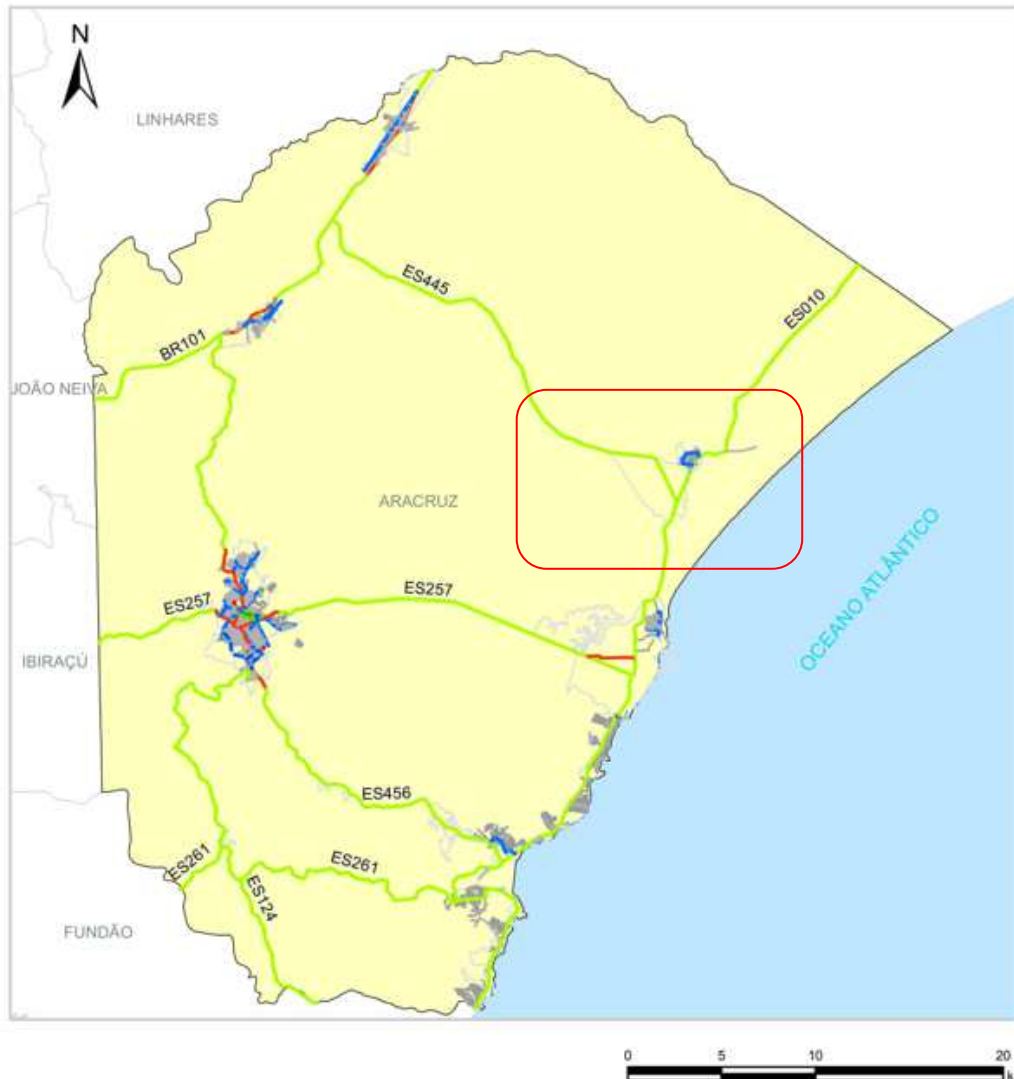 N
LINHARES
ES445
ES010
BR101
JOÃO NEIVA
ARACRUZ
OCEANO ATLÂNTICO
ES257
ES257
IBIRAÇÚ
ES456
ES261
ES261
ES124
FUNDÃO
0 5 10 20
k